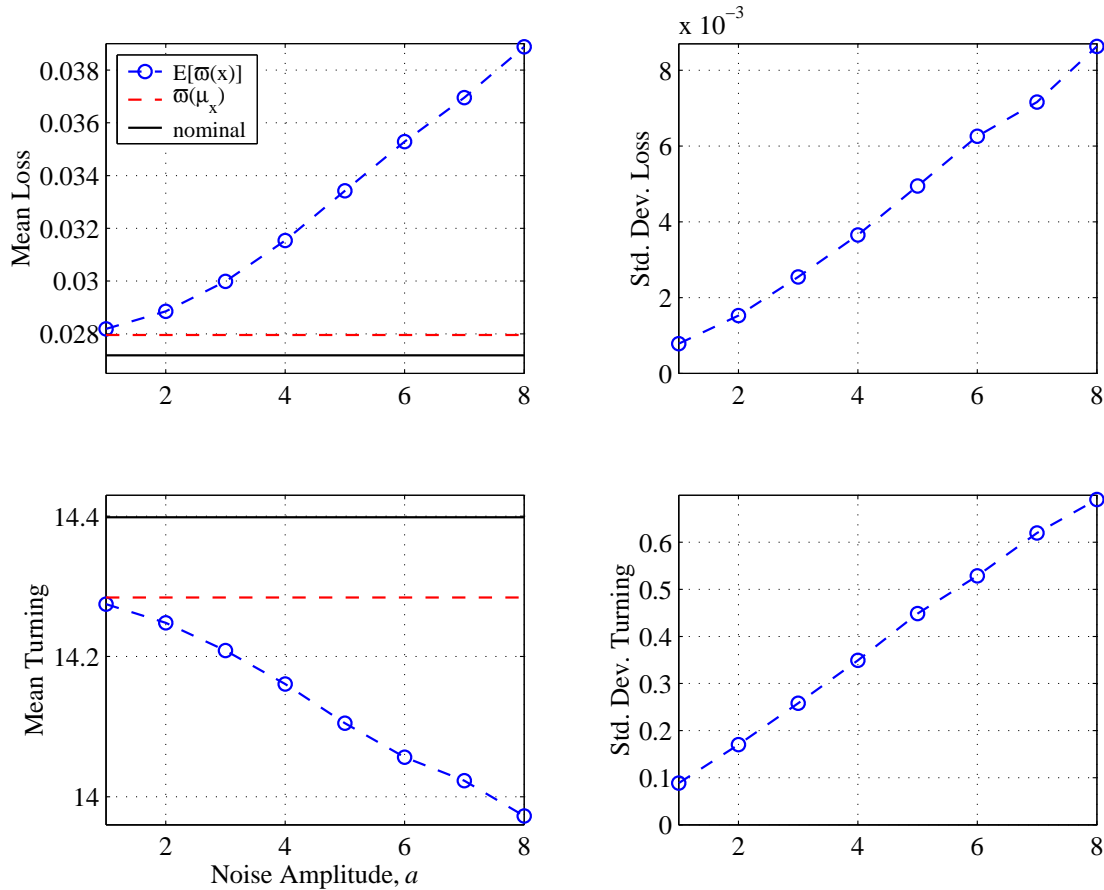 0.038
0.036
0.034
0.032
0.03
0.028
Mean Loss
E[ϖ(x)]
ϖ(μ_x)
nominal
2 4 6 8
x 10⁻³
8
6
4
2
0
Std. Dev. Loss
2 4 6 8
14.4
14.2
14
Mean Turning
2 4 6 8
Noise Amplitude, a
0.6
0.5
0.4
0.3
0.2
0.1
0
Std. Dev. Turning
2 4 6 8